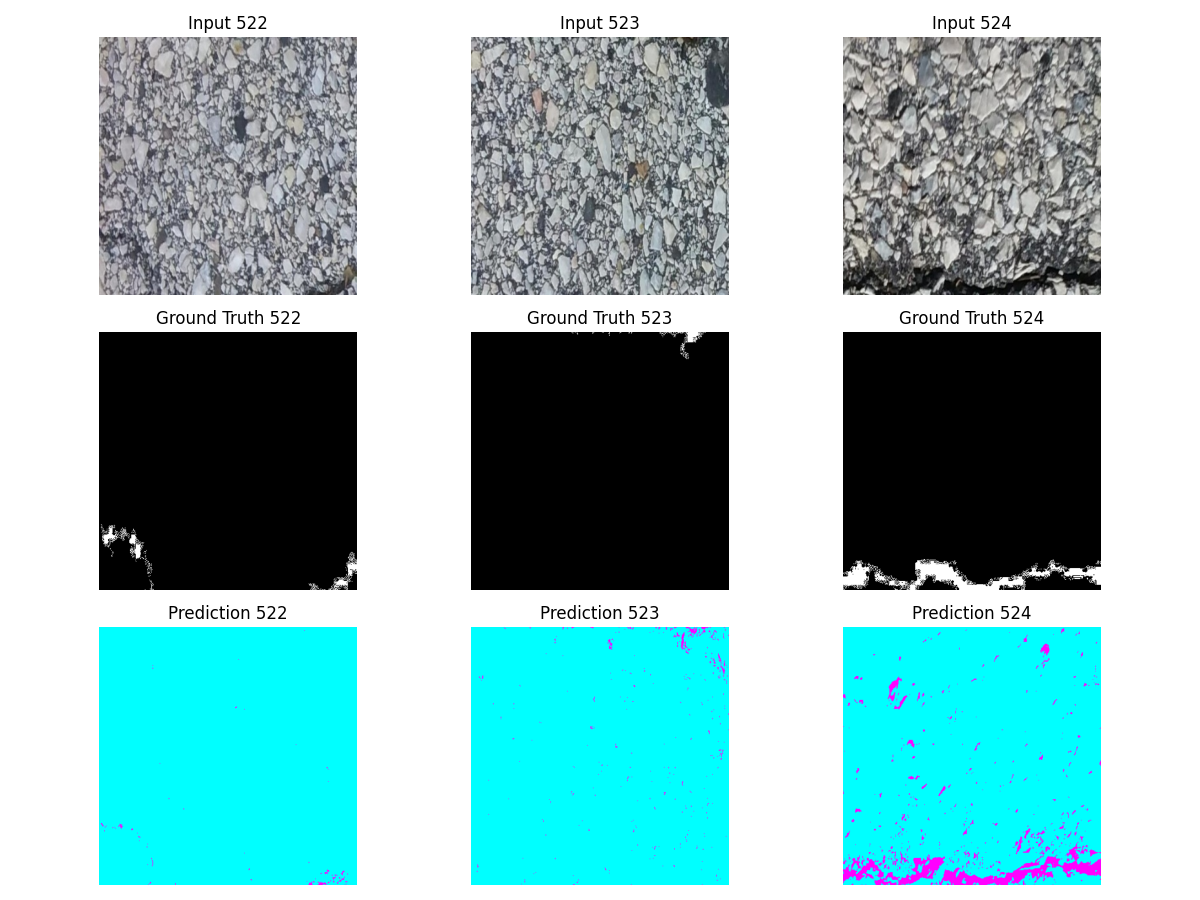 Input 522
Input 523
Input 524
Ground Truth 522
Ground Truth 523
Ground Truth 524
Prediction 522
Prediction 523
Prediction 524